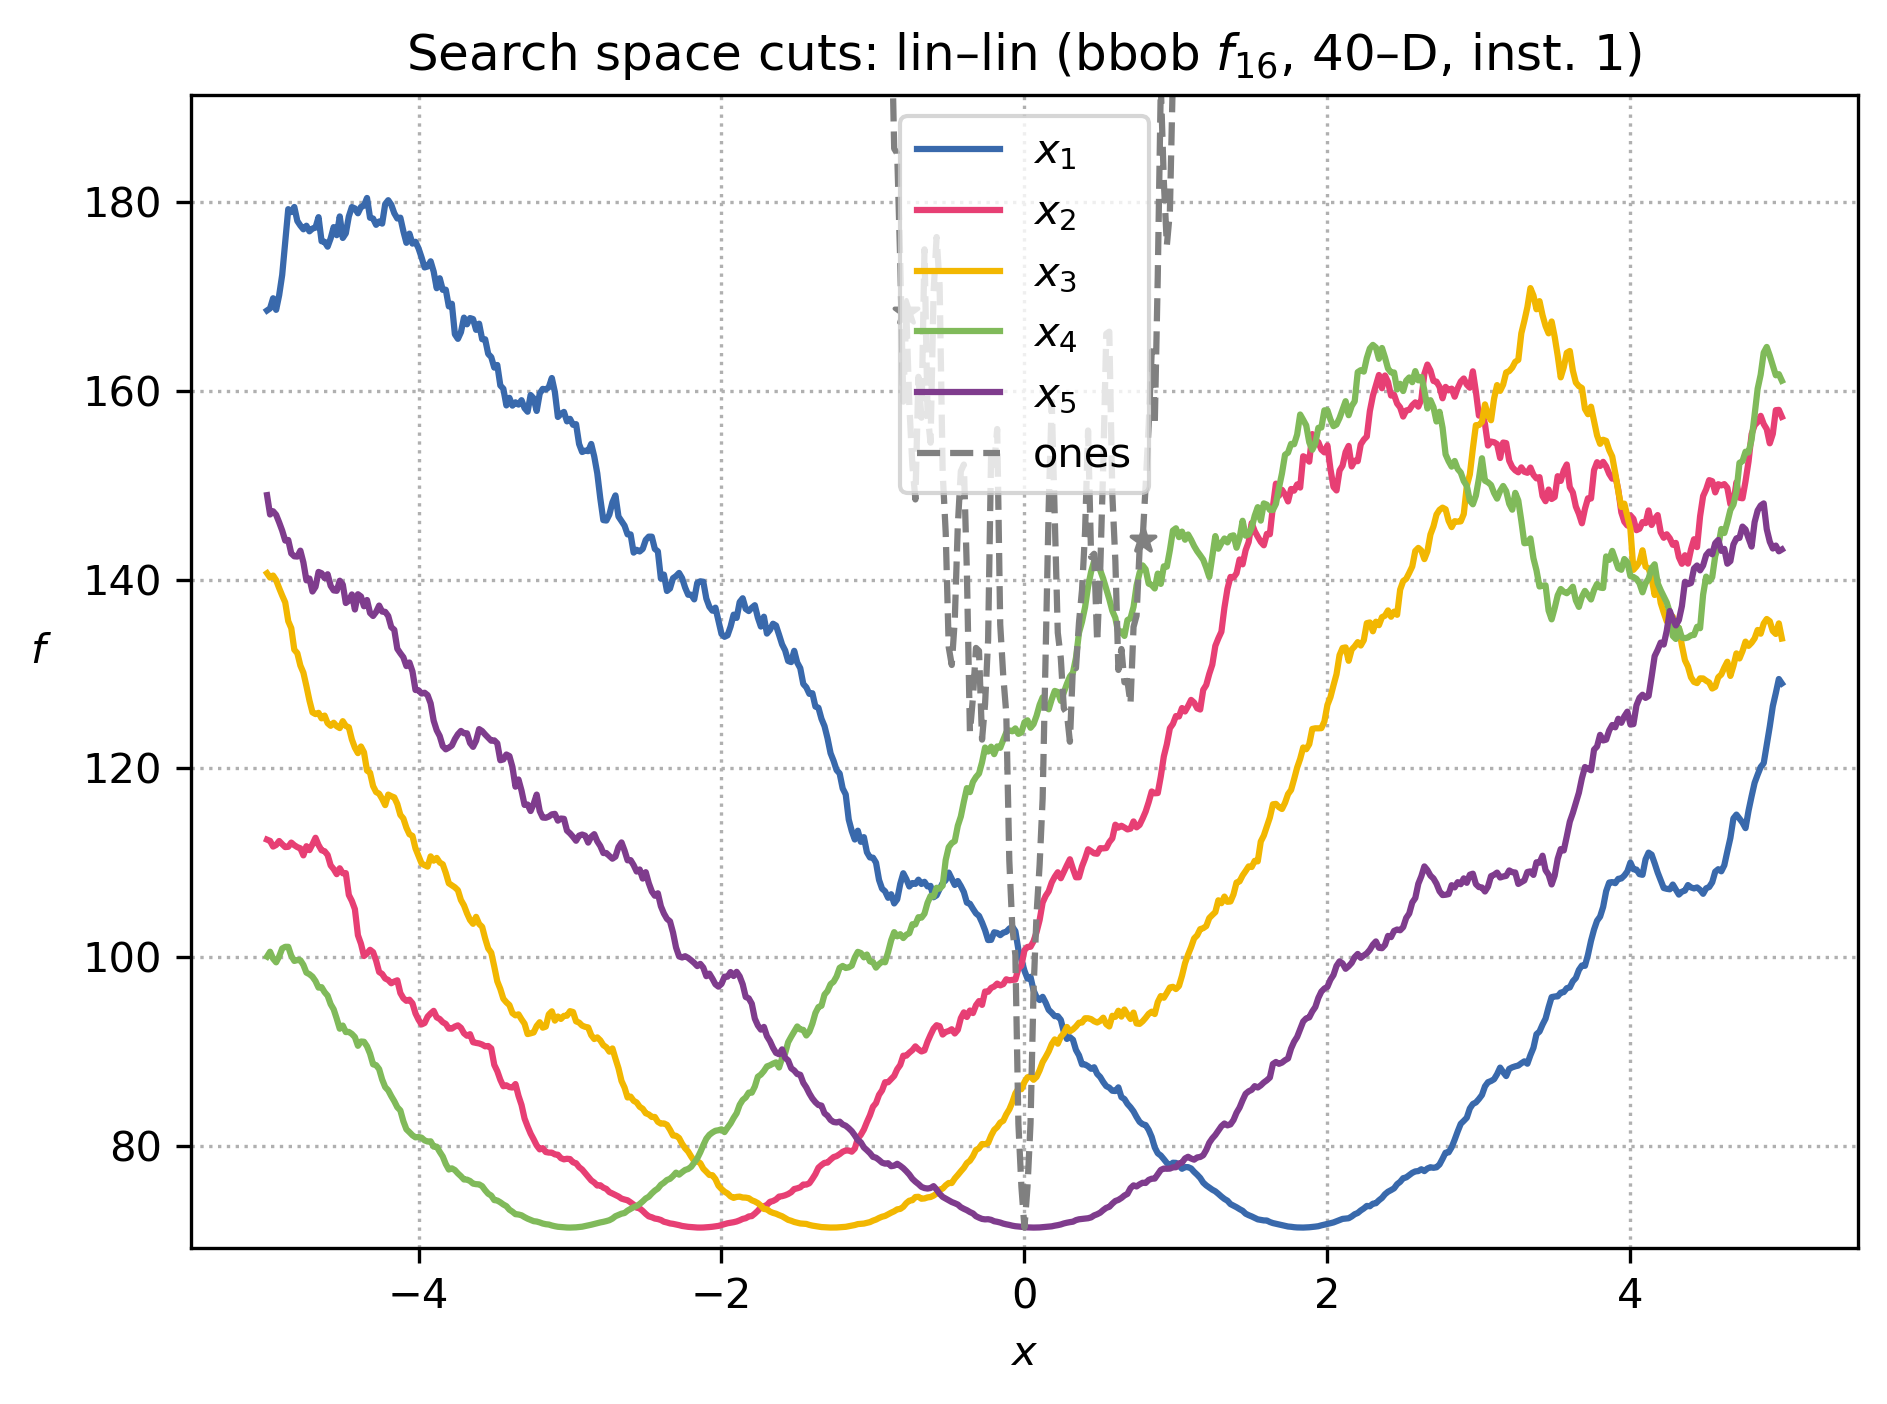 Search space cuts: lin–lin (bbob f₁₆, 40–D, inst. 1)
180
160
140
120
100
80
f
x₁
x₂
x₃
x₄
x₅
ones
−4
−2
0
2
4
x